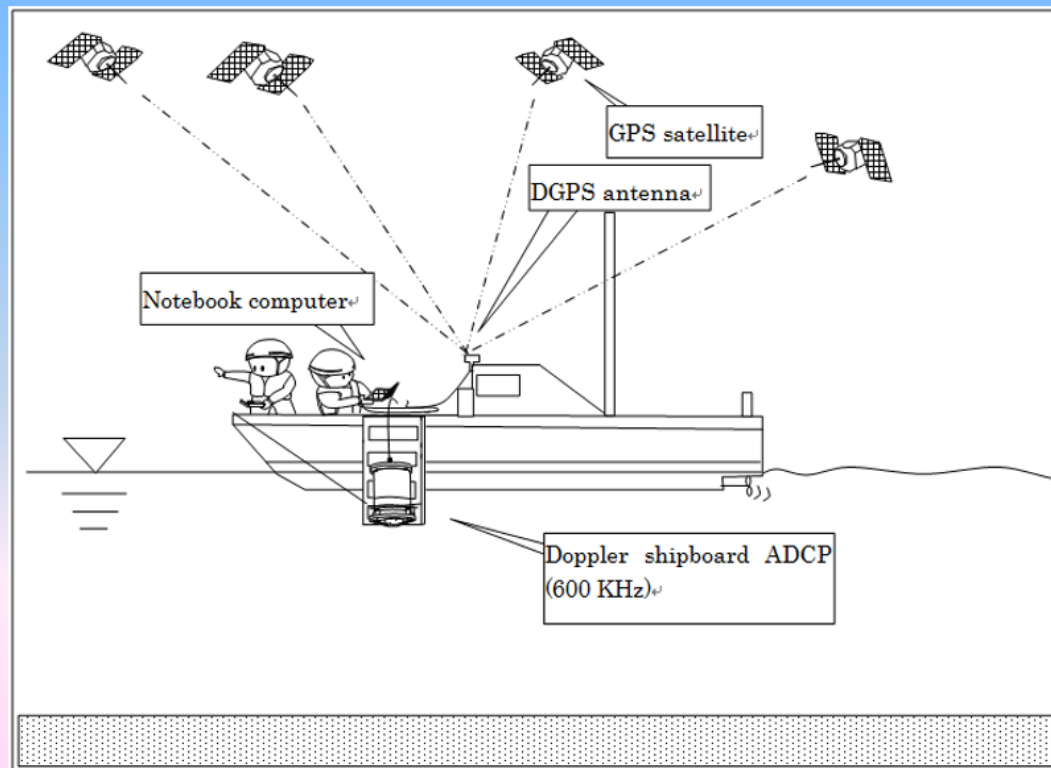 GPS satellite↵
DGPS antenna↵
Notebook computer↵
Doppler shipboard ADCP
(600 KHz)↵